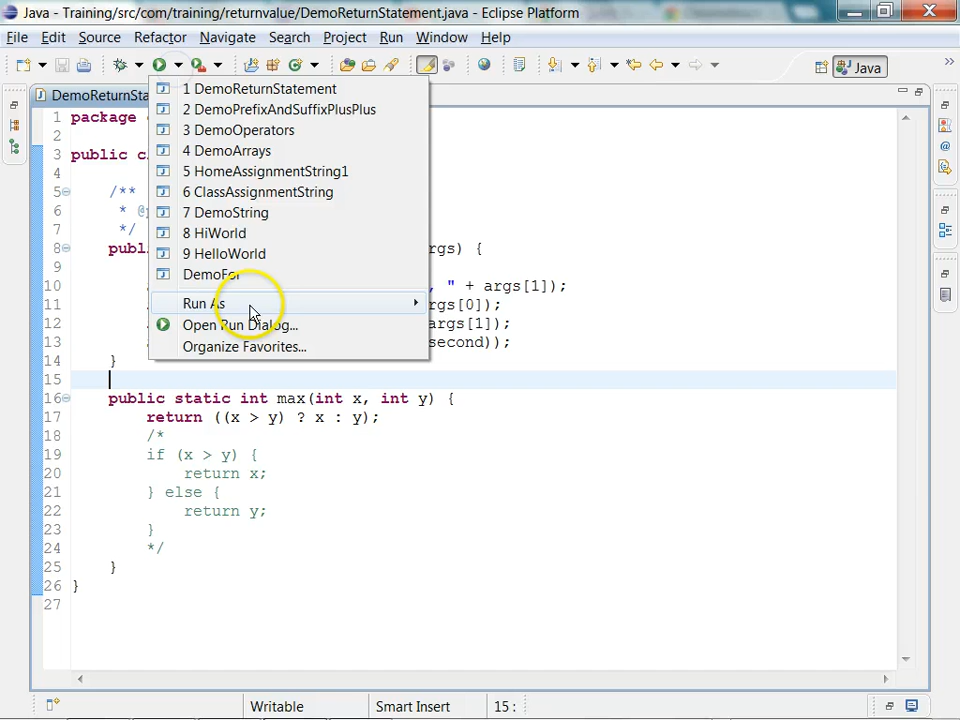 Java - Training/src/com/training/returnvalue/DemoReturnStatement.java - Eclipse Platform
File Edit Source Refactor Navigate Search Project Run Window Help
Java
DemoReturnSta
1 DemoReturnStatement
2 DemoPrefixAndSuffixPlusPlus
3 DemoOperators
4 DemoArrays
5 HomeAssignmentString1
6 ClassAssignmentString
7 DemoString
8 HiWorld
9 HelloWorld
DemoFor
Run As
Open Run Dialog...
Organize Favorites...
1 package
2
3 public c
4
5 /**
6 * @
7 */
8 publ args) {
9
10 , " + args[1]);
11 args[0]);
12 args[1]);
13 second));
14 }
15
16 public static int max(int x, int y) {
17 return ((x > y) ? x : y);
18 /*
19 if (x > y) {
20 return x;
21 } else {
22 return y;
23 }
24 */
25 }
26 }
27
Writable Smart Insert 15 :